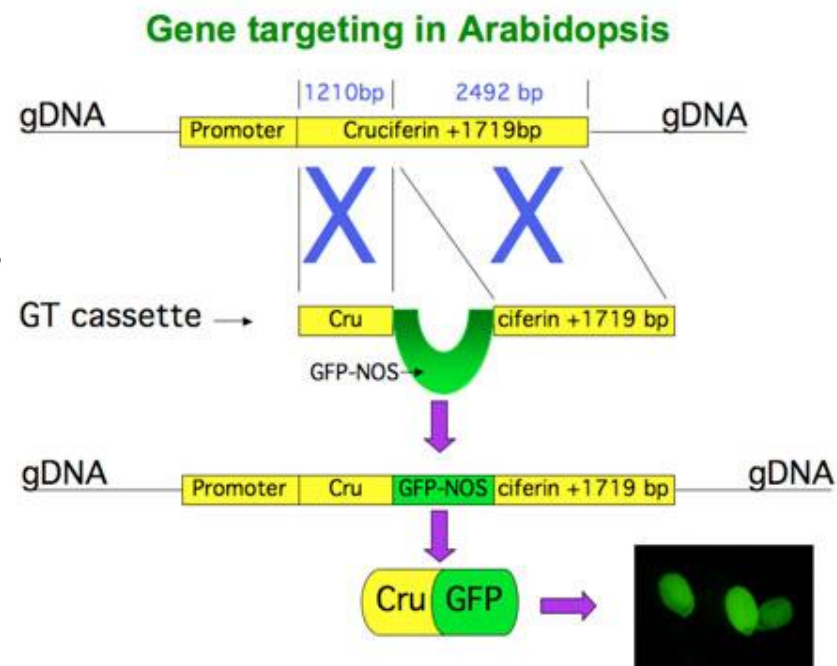 Gene targeting in Arabidopsis
1210bp 2492 bp
gDNA gDNA
Promoter Cruciferin +1719bp
X X
GT cassette → Cru ciferin +1719 bp
GFP-NOS→
gDNA gDNA
Promoter Cru GFP-NOS ciferin +1719 bp
Cru GFP